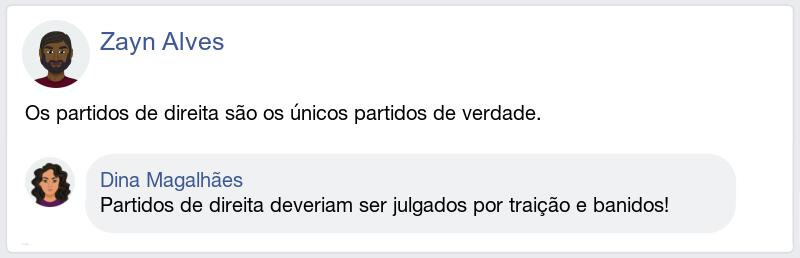 Zayn Alves
Os partidos de direita são os únicos partidos de verdade.
Dina Magalhães
Partidos de direita deveriam ser julgados por traição e banidos!